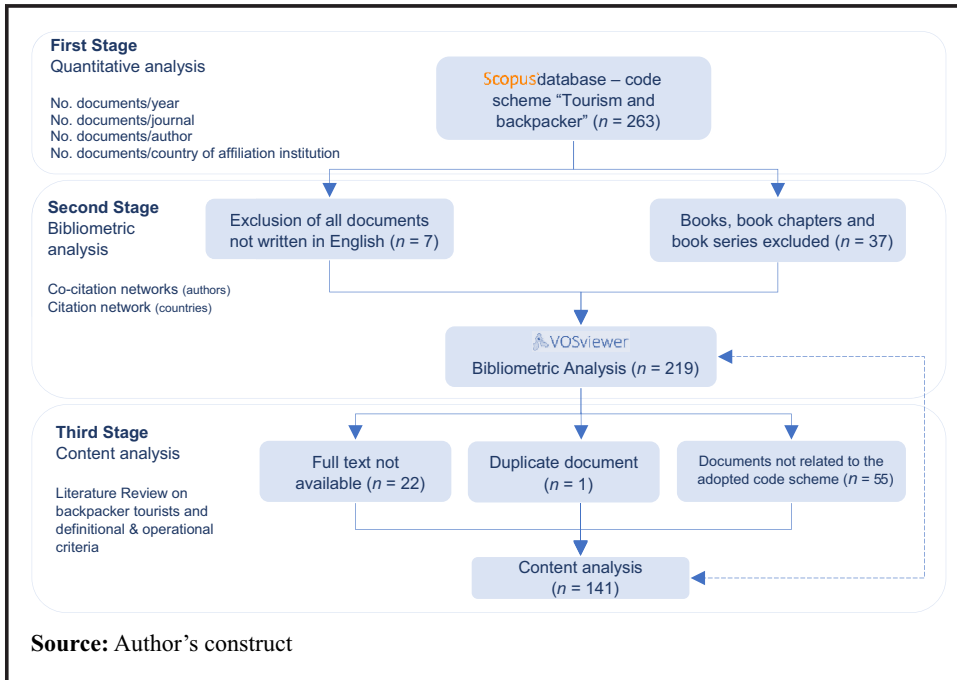 First Stage
Quantitative analysis
No. documents/year
No. documents/journal
No. documents/author
No. documents/country of affiliation institution
Scopus database – code
scheme “Tourism and
backpacker” (n = 263)
Second Stage
Bibliometric
analysis
Co-citation networks (authors)
Citation network (countries)
Exclusion of all documents
not written in English (n = 7)
Books, book chapters and
book series excluded (n = 37)
VOSviewer
Bibliometric Analysis (n = 219)
Third Stage
Content analysis
Literature Review on
backpacker tourists and
definitional & operational
criteria
Full text not
available (n = 22)
Duplicate document
(n = 1)
Documents not related to the
adopted code scheme (n = 55)
Content analysis
(n = 141)
Source: Author’s construct